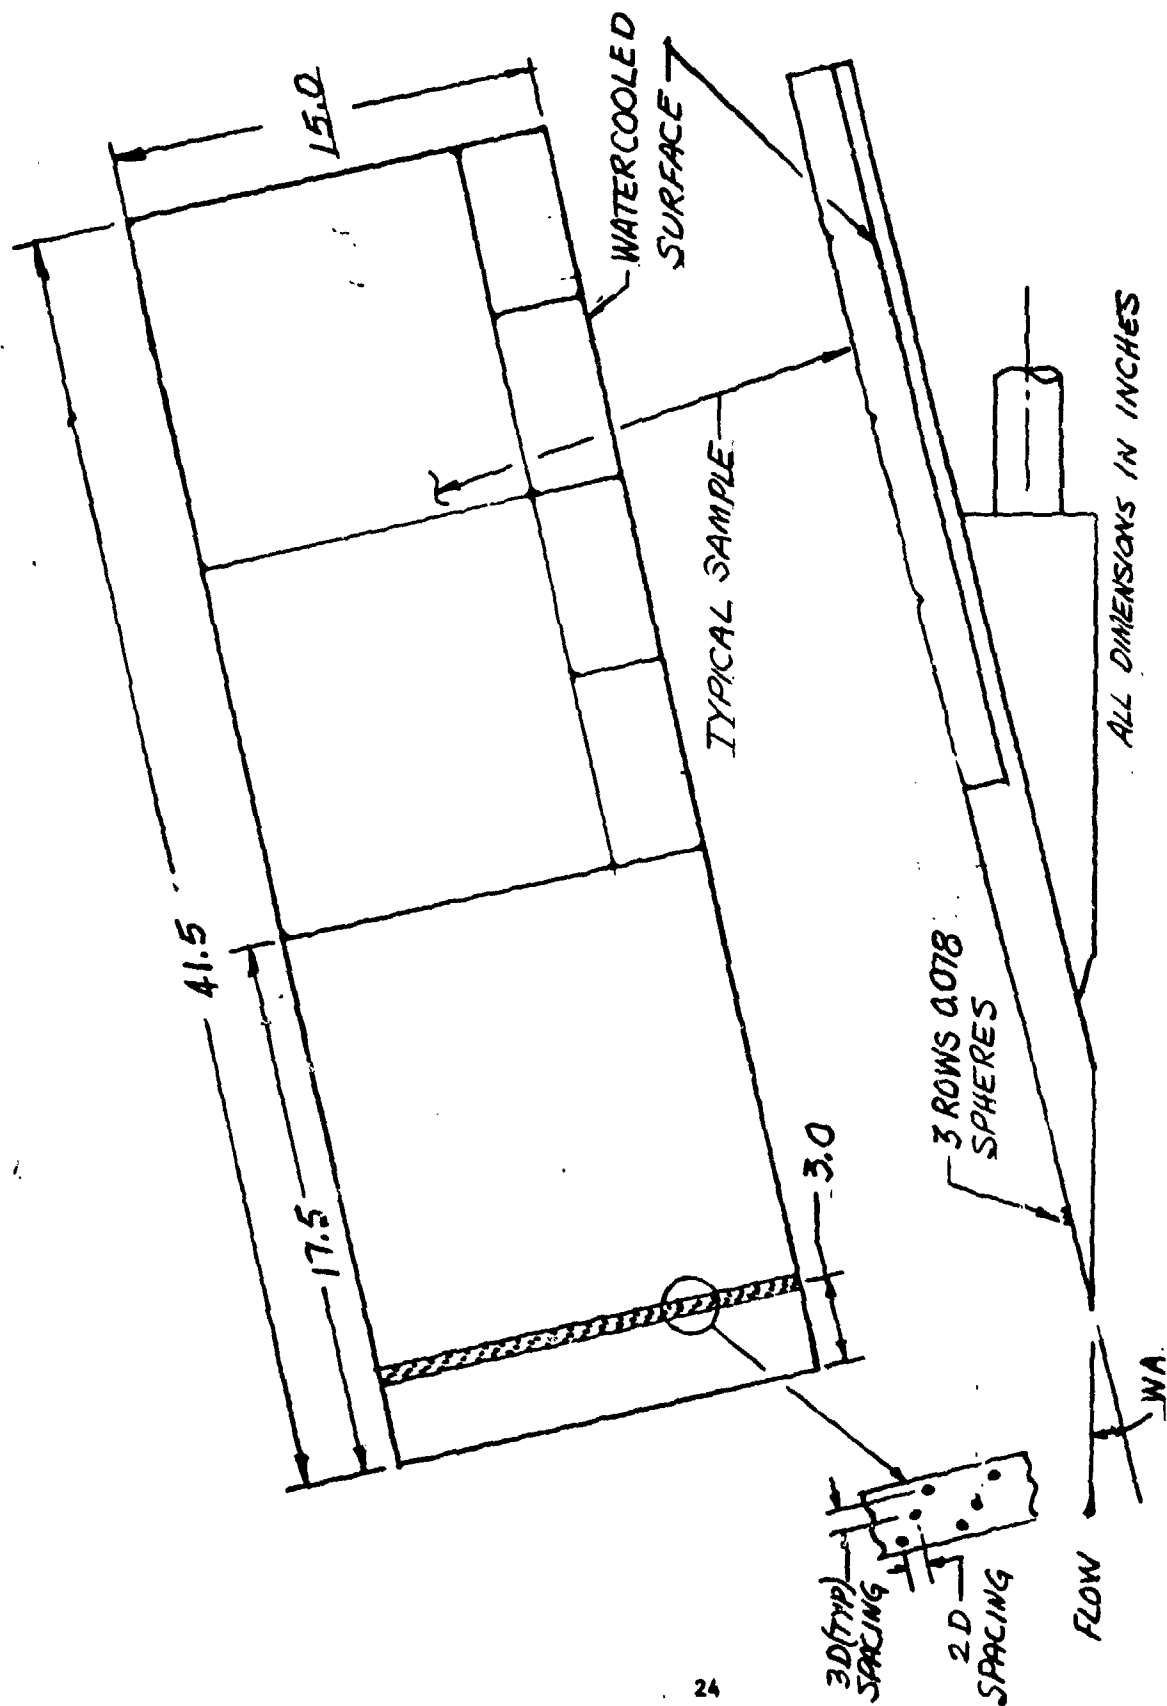 41.5
17.5
15.0
3.0
WATERCOOLED
SURFACE
TYPICAL SAMPLE
3 ROWS 0.078
SPHERES
3D(TYP)
SPACING
2D
SPACING
FLOW
WA
ALL DIMENSIONS IN INCHES
24